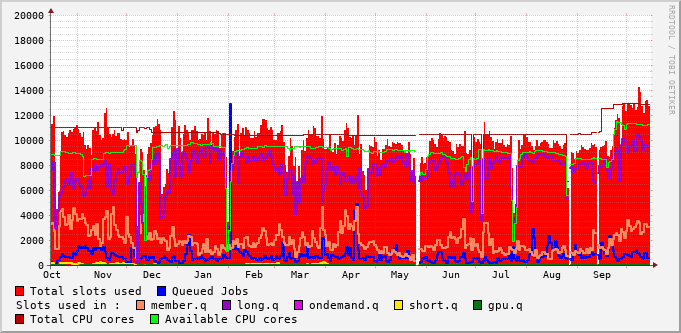 20000
18000
16000
14000
12000
10000
8000
6000
4000
2000
0
Oct Nov Dec Jan Feb Mar Apr May Jun Jul Aug Sep
Total slots used Queued Jobs
Slots used in : member.q long.q ondemand.q short.q gpu.q
Total CPU cores Available CPU cores
RRDTOOL / TOBI OETIKER